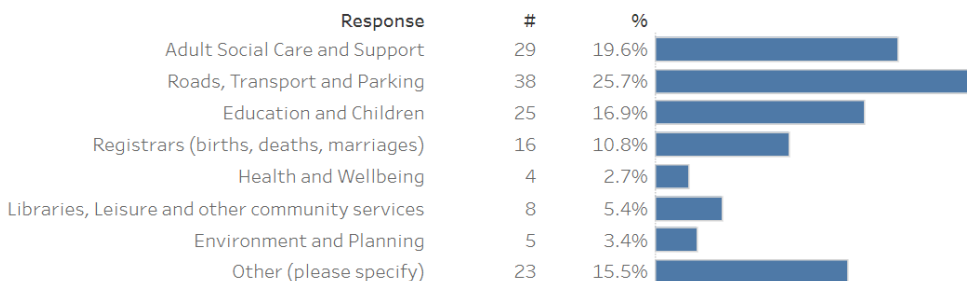 Response # %
Adult Social Care and Support 29 19.6%
Roads, Transport and Parking 38 25.7%
Education and Children 25 16.9%
Registrars (births, deaths, marriages) 16 10.8%
Health and Wellbeing 4 2.7%
Libraries, Leisure and other community services 8 5.4%
Environment and Planning 5 3.4%
Other (please specify) 23 15.5%